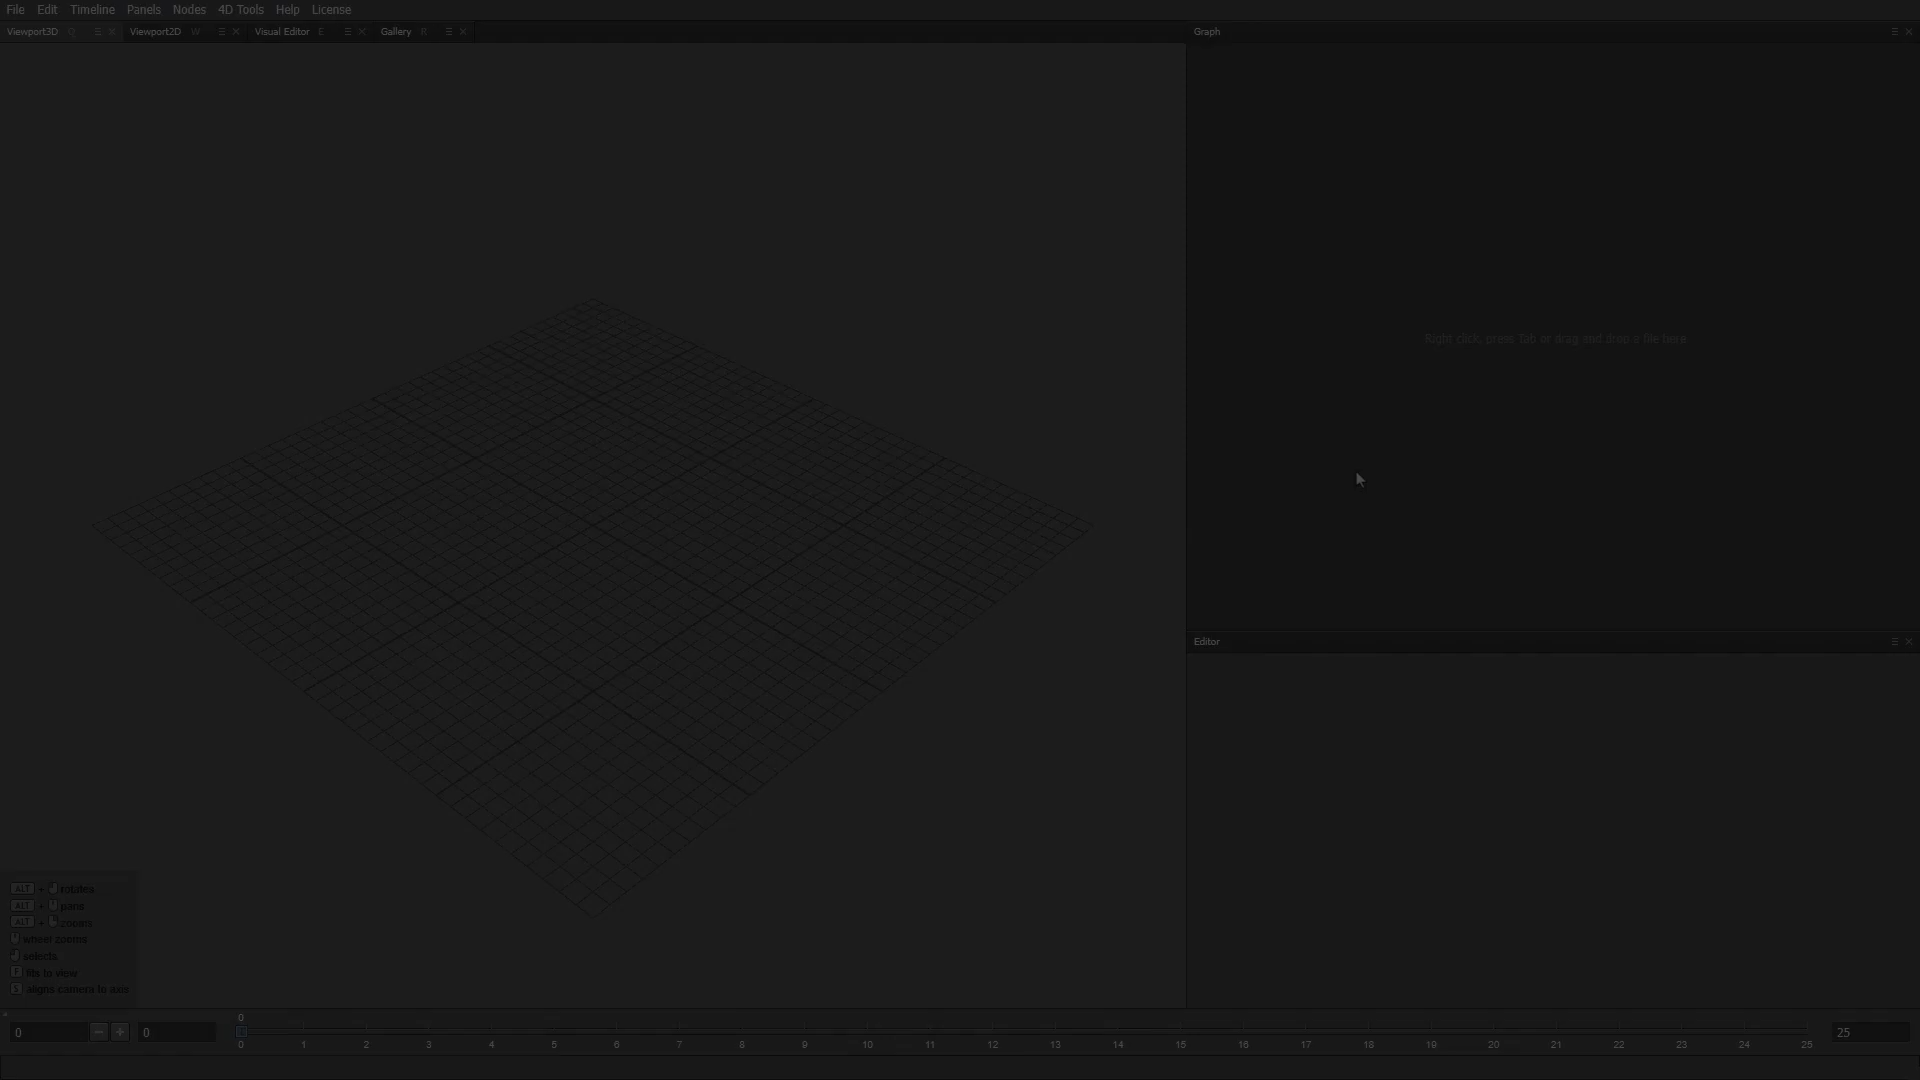 File Edit Timeline Panels Nodes 4D Tools Help License
Viewport3D Q Viewport2D W Visual Editor E Gallery R Graph
Right click, press Tab or drag and drop a file here
Editor
ALT + rotates
ALT + pans
ALT + zooms
wheel zooms
selects
F fits to view
S aligns camera to axis
0
0 0 25
0 1 2 3 4 5 6 7 8 9 10 11 12 13 14 15 16 17 18 19 20 21 22 23 24 25